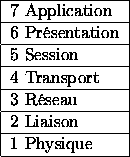 7 Application
6 Présentation
5 Session
4 Transport
3 Réseau
2 Liaison
1 Physique